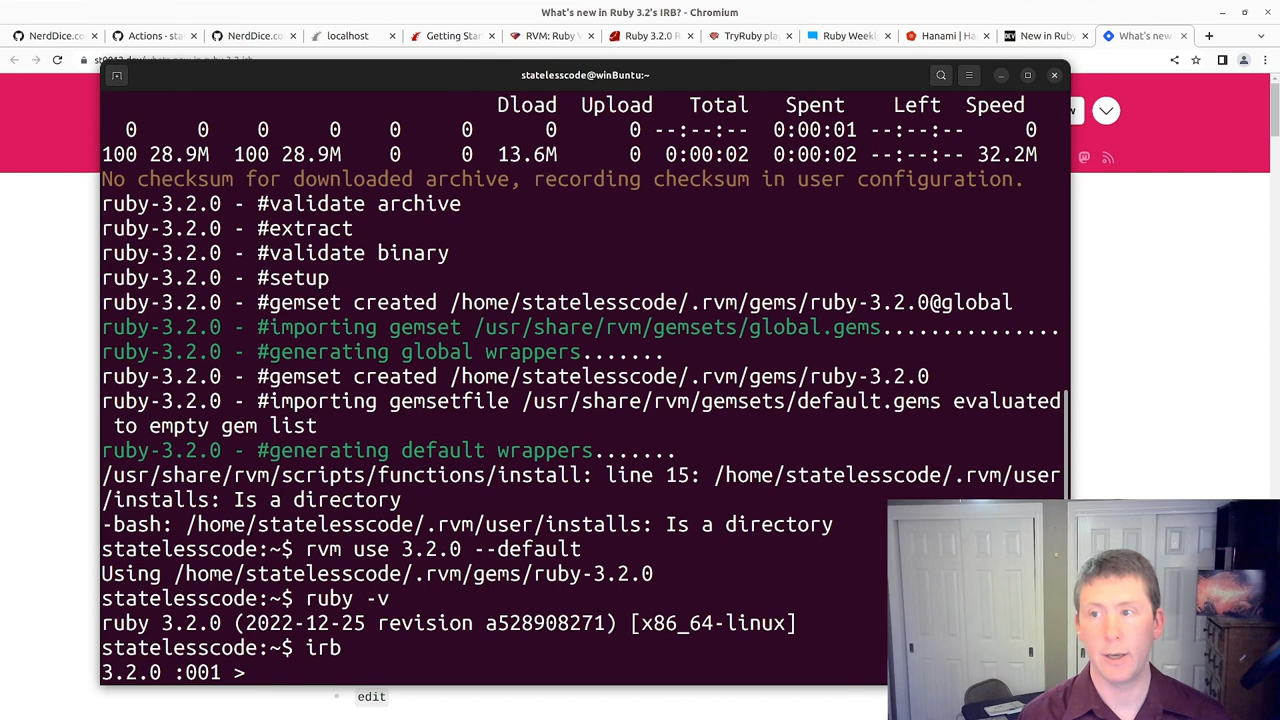 What's new in Ruby 3.2's IRB? - Chromium
NerdDice.co
Actions · stat
NerdDice.co
localhost
Getting Star
RVM: Ruby V
Ruby 3.2.0 R
TryRuby play
Ruby Weekly
Hanami | Han
New in Ruby
What's new
statelesscode@winBuntu:~
Dload Upload Total Spent Left Speed
0 0 0 0 0 0 0 0 --:--:-- 0:00:01 --:--:-- 0
100 28.9M 100 28.9M 0 0 13.6M 0 0:00:02 0:00:02 --:--:-- 32.2M
No checksum for downloaded archive, recording checksum in user configuration.
ruby-3.2.0 - #validate archive
ruby-3.2.0 - #extract
ruby-3.2.0 - #validate binary
ruby-3.2.0 - #setup
ruby-3.2.0 - #gemset created /home/statelesscode/.rvm/gems/ruby-3.2.0@global
ruby-3.2.0 - #importing gemset /usr/share/rvm/gemsets/global.gems...............
ruby-3.2.0 - #generating global wrappers.......
ruby-3.2.0 - #gemset created /home/statelesscode/.rvm/gems/ruby-3.2.0
ruby-3.2.0 - #importing gemsetfile /usr/share/rvm/gemsets/default.gems evaluated
to empty gem list
ruby-3.2.0 - #generating default wrappers.......
/usr/share/rvm/scripts/functions/install: line 15: /home/statelesscode/.rvm/user
/installs: Is a directory
-bash: /home/statelesscode/.rvm/user/installs: Is a directory
statelesscode:~$ rvm use 3.2.0 --default
Using /home/statelesscode/.rvm/gems/ruby-3.2.0
statelesscode:~$ ruby -v
ruby 3.2.0 (2022-12-25 revision a528908271) [x86_64-linux]
statelesscode:~$ irb
3.2.0 :001 >
edit